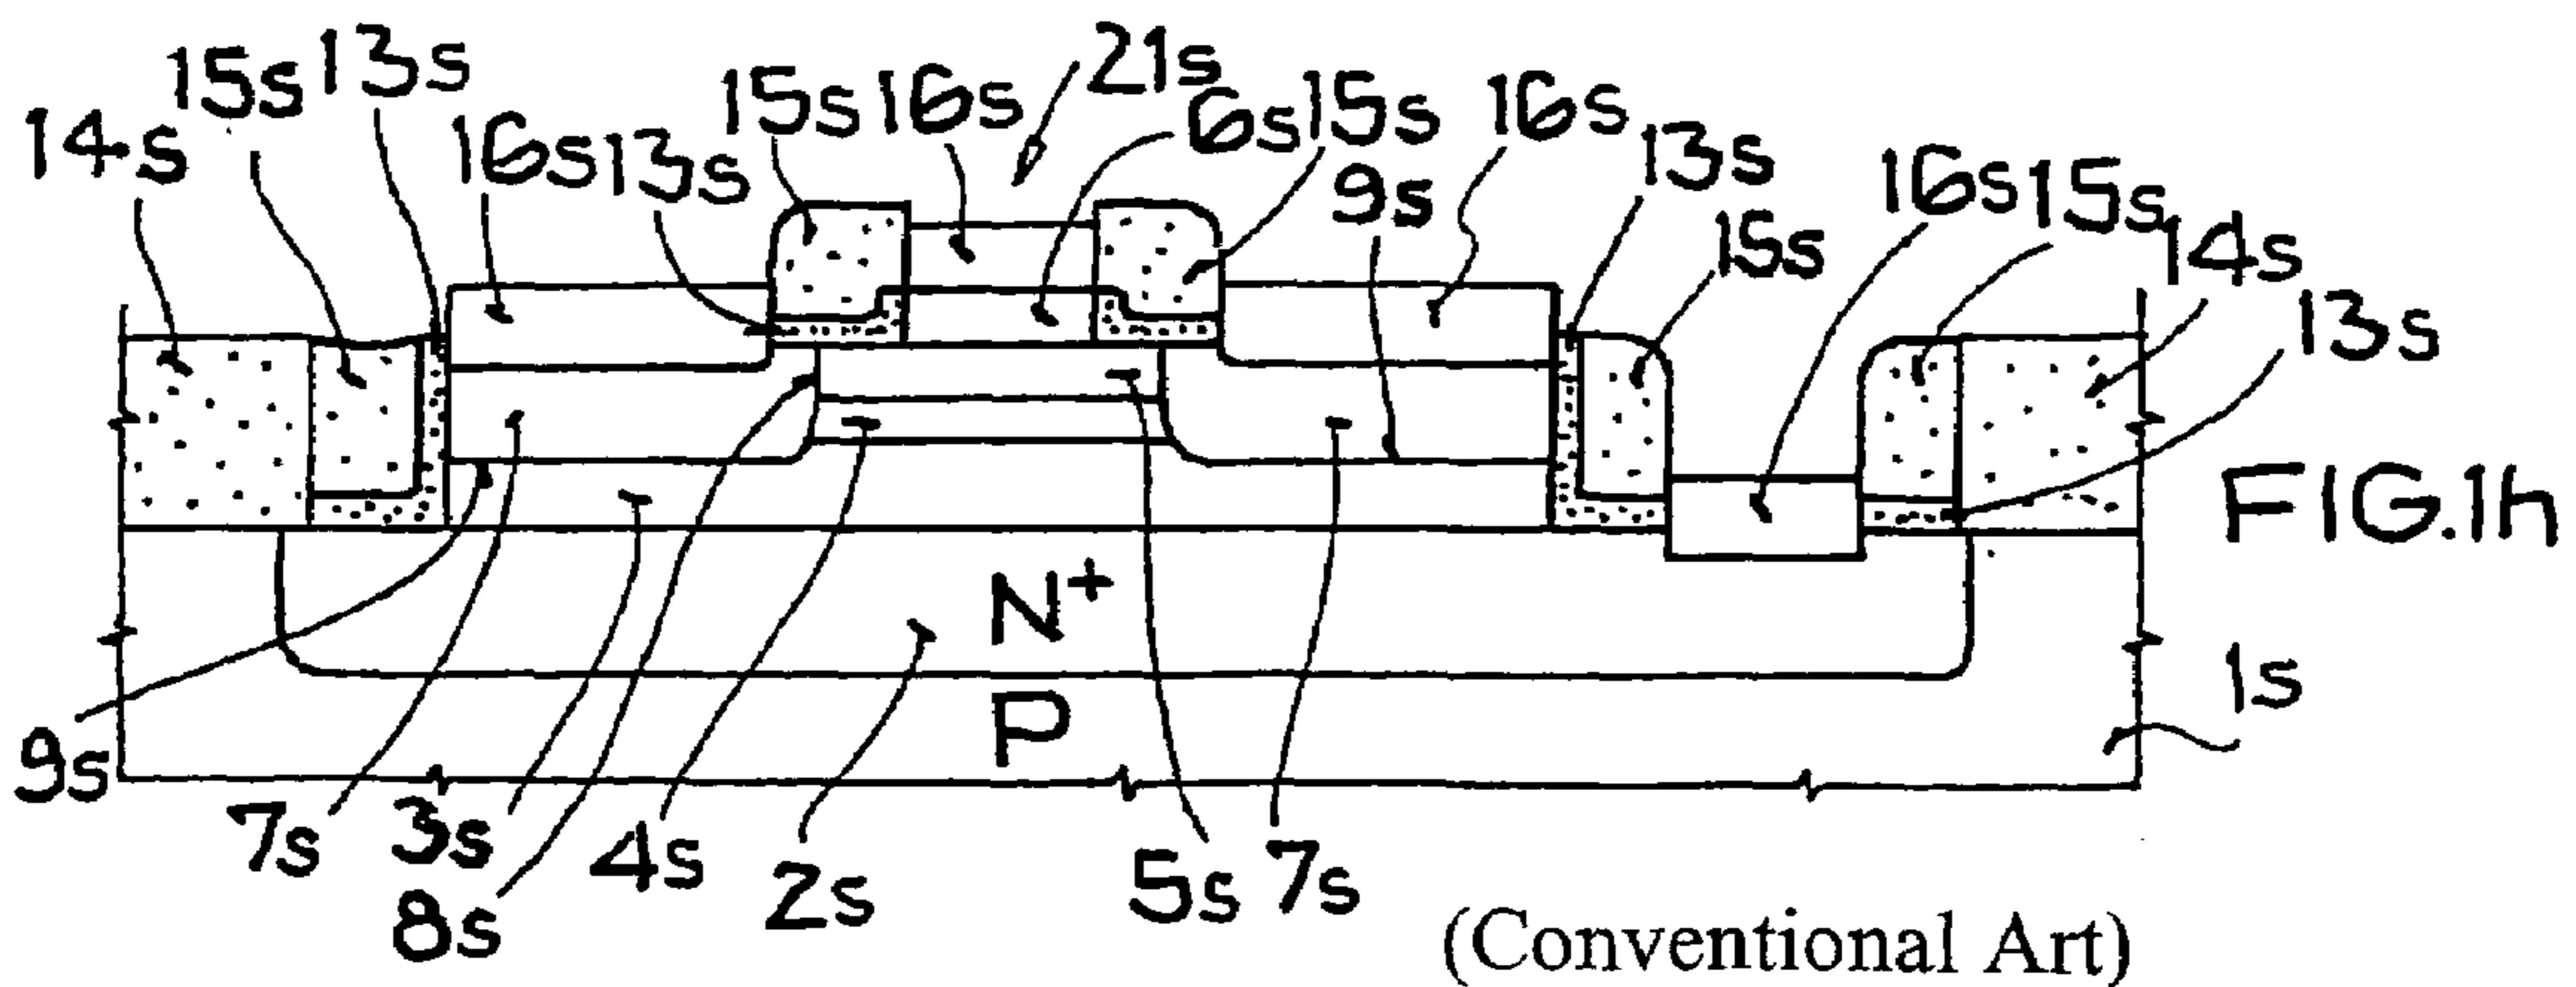 14s 15s 13s 16s 13s 15s 16s 21s 6s 15s 9s 16s 13s 15s 16s 15s 14s 13s
FIG.1h
N+
P
1s
9s 7s 3s 8s 4s 2s 5s 7s
(Conventional Art)